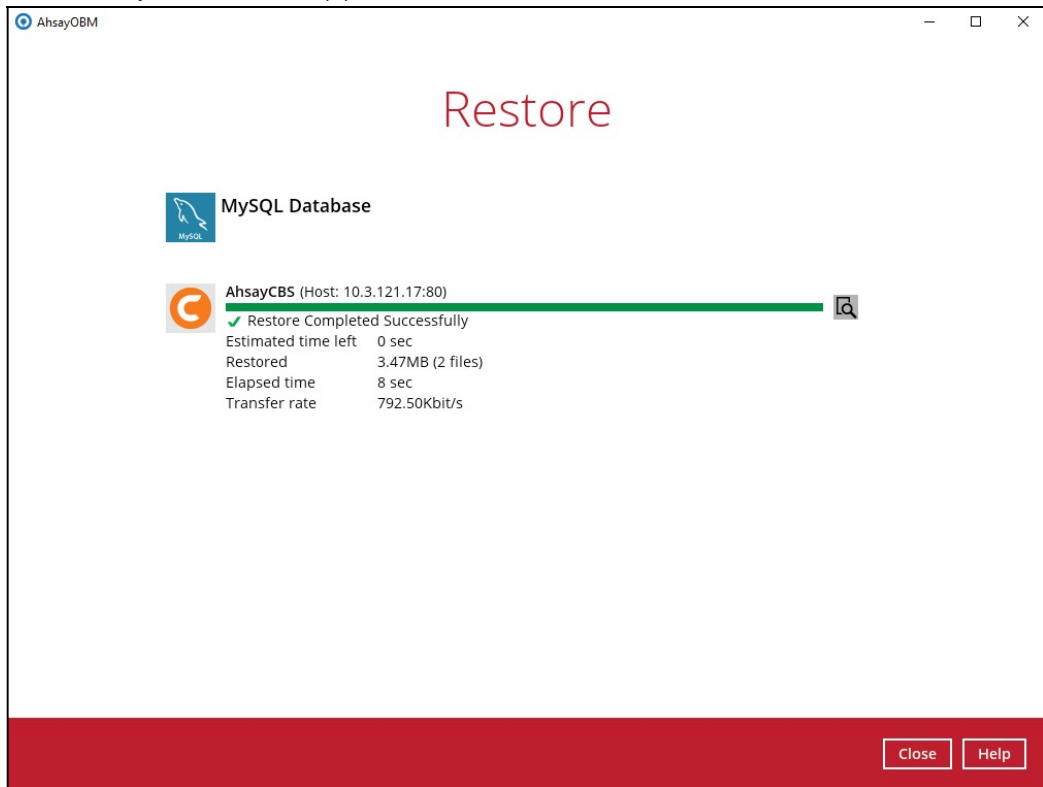 AhsayOBM
Restore
MySQL Database
MySQL
AhsayCBS (Host: 10.3.121.17:80)
Restore Completed Successfully
Estimated time left 0 sec
Restored 3.47MB (2 files)
Elapsed time 8 sec
Transfer rate 792.50Kbit/s
Close Help